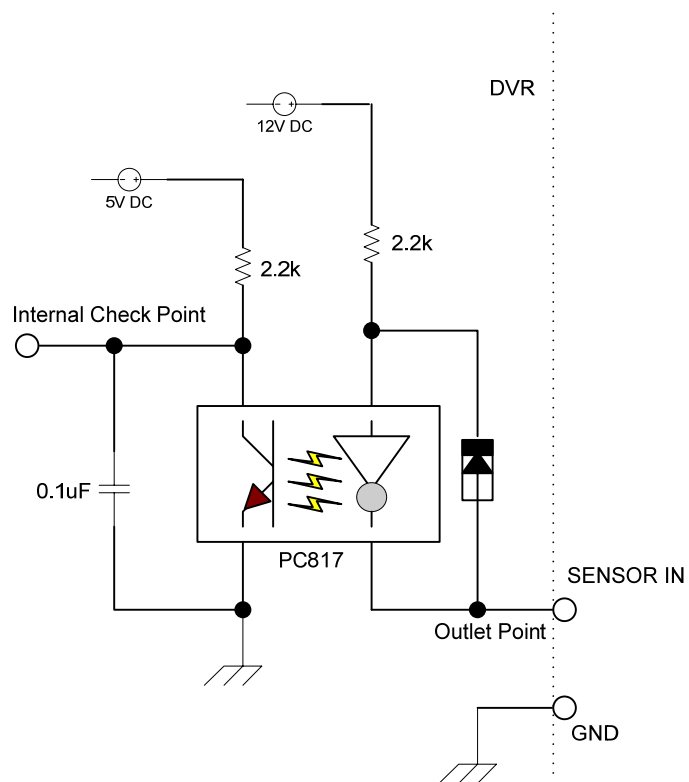 DVR
12V DC
5V DC
2.2k
2.2k
Internal Check Point
0.1uF
PC817
SENSOR IN
Outlet Point
GND